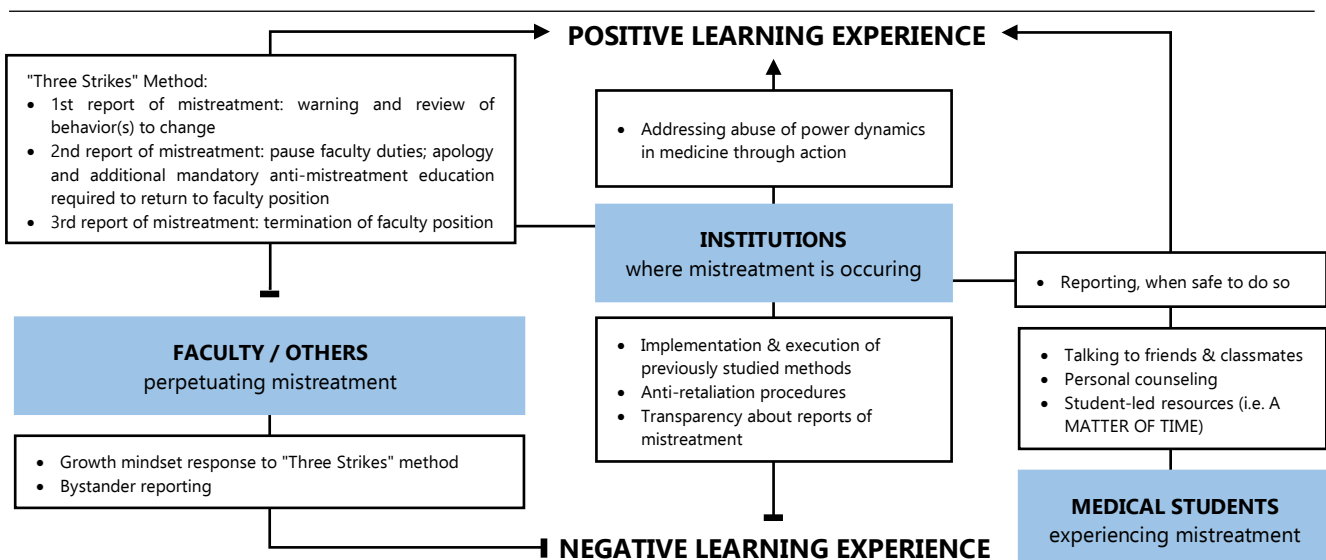 POSITIVE LEARNING EXPERIENCE
"Three Strikes" Method:
• 1st report of mistreatment: warning and review of
behavior(s) to change
• 2nd report of mistreatment: pause faculty duties; apology
and additional mandatory anti-mistreatment education
required to return to faculty position
• 3rd report of mistreatment: termination of faculty position
• Addressing abuse of power dynamics
in medicine through action
INSTITUTIONS
where mistreatment is occuring
• Reporting, when safe to do so
FACULTY / OTHERS
perpetuating mistreatment
• Implementation & execution of
previously studied methods
• Anti-retaliation procedures
• Transparency about reports of
mistreatment
• Talking to friends & classmates
• Personal counseling
• Student-led resources (i.e. A
MATTER OF TIME)
• Growth mindset response to "Three Strikes" method
• Bystander reporting
MEDICAL STUDENTS
experiencing mistreatment
NEGATIVE LEARNING EXPERIENCE